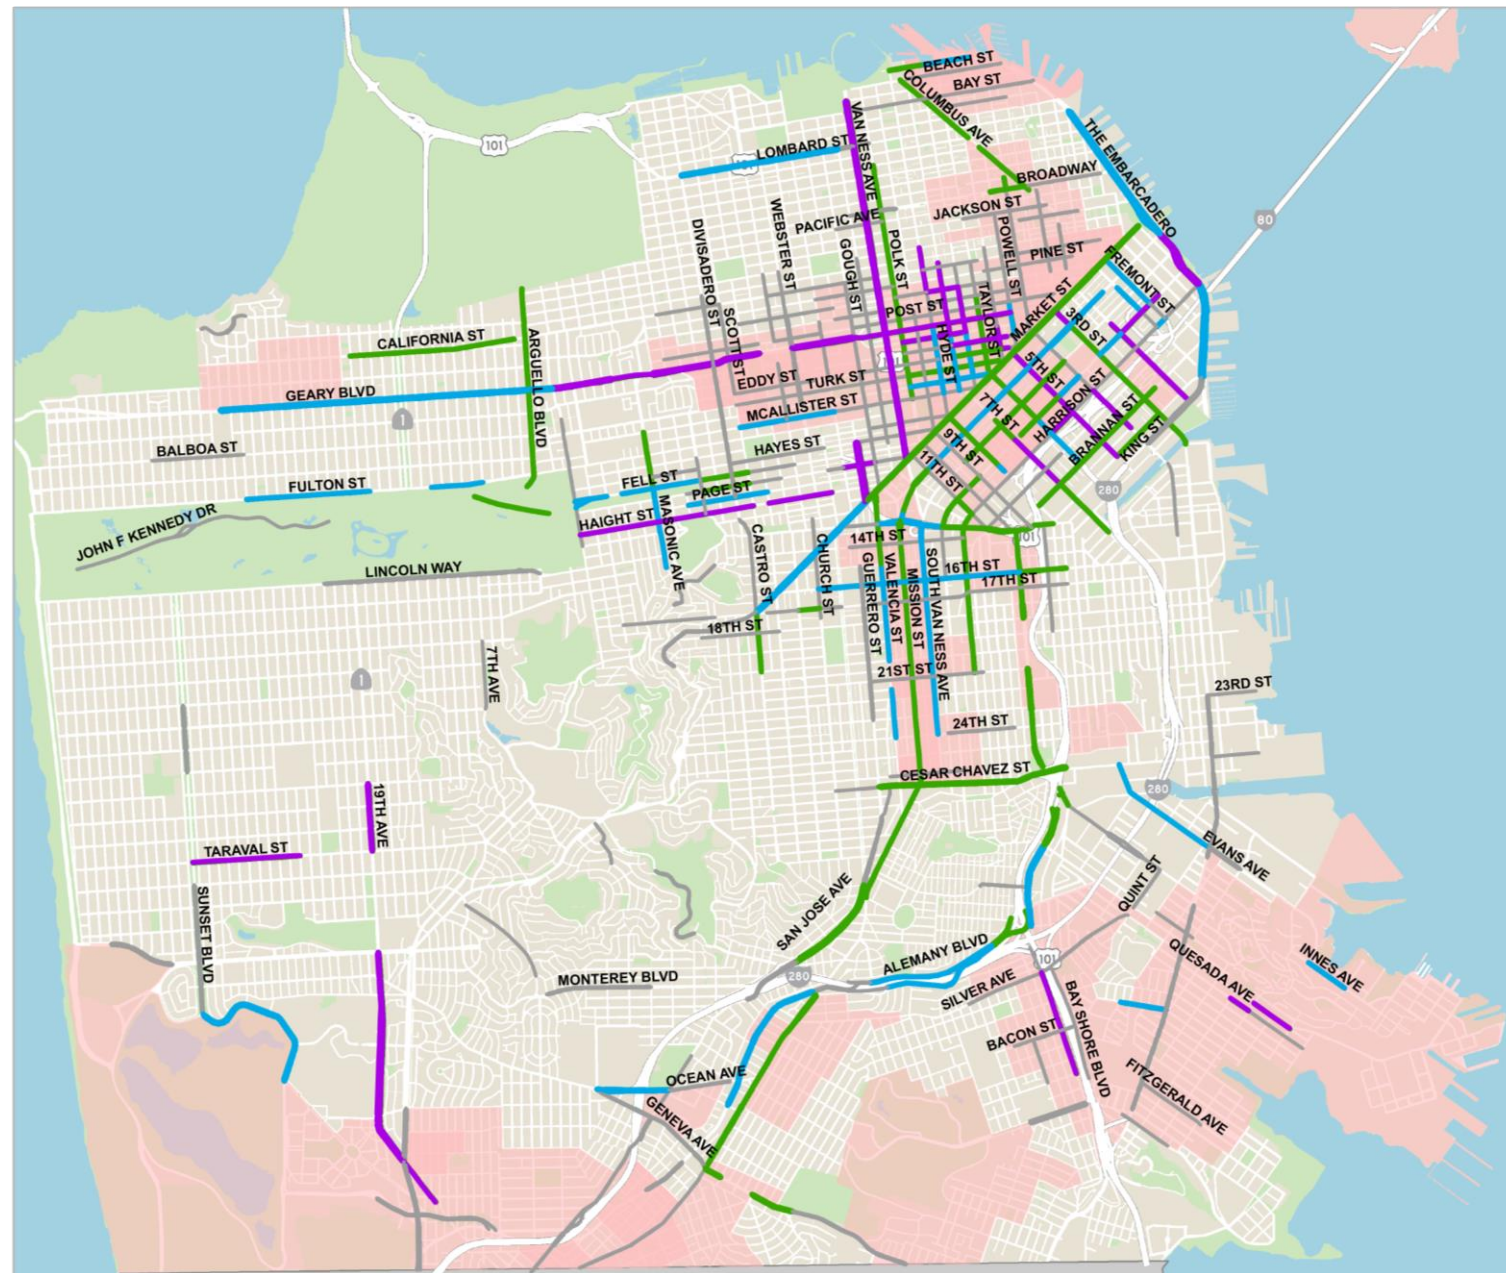 BEACH ST
BAY ST
COLUMBUS AVE
VAN NESS AVE
THE EMBARCADERO
101
LOMBARD ST
101
BROADWAY
JACKSON ST
PACIFIC AVE
WEBSTER ST
DIVISADERO ST
GOUGH ST
POLK ST
POWELL ST
PINE ST
80
FREMONT ST
MARKET ST
TAYLOR ST
POST ST
3RD ST
SCOTT ST
HYDE ST
CALIFORNIA ST
ARGUELLO BLVD
101
EDDY ST
TURK ST
5TH ST
HARRISON ST
GEARY BLVD
1
MCALLISTER ST
7TH ST
BRANNAN ST
KING ST
BALBOA ST
HAYES ST
9TH ST
11TH ST
FULTON ST
FELL ST
PAGE ST
280
JOHN F KENNEDY DR
HAIGHT ST
MASONIC AVE
CASTRO ST
CHURCH ST
14TH ST
101
GUERRERO ST
VALENCIA ST
MISSION ST
SOUTH VAN NESS AVE
16TH ST
17TH ST
LINCOLN WAY
18TH ST
7TH AVE
1
21ST ST
23RD ST
24TH ST
CESAR CHAVEZ ST
280
19TH AVE
TARAVAL ST
EVANS AVE
QUINT ST
SUNSET BLVD
SAN JOSE AVE
ALEMANY BLVD
101
QUESADA AVE
INNES AVE
MONTEREY BLVD
280
SILVER AVE
BACON ST
BAY SHORE BLVD
OCEAN AVE
GENEVA AVE
FITZGERALD AVE